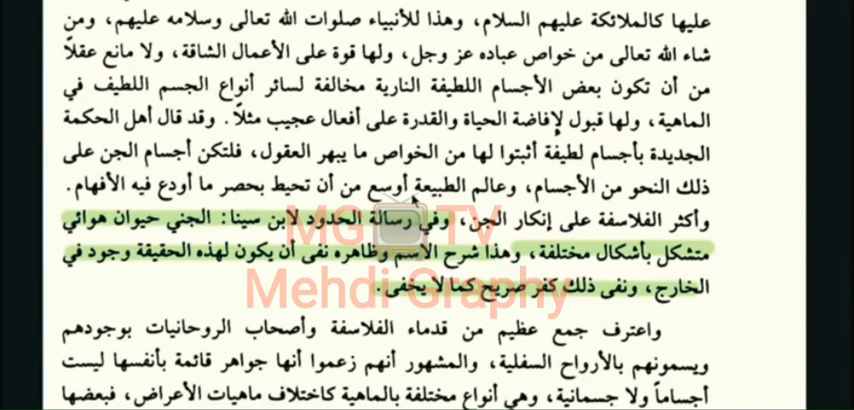 عليها كالملائكة عليهم السلام، وهذا للأنبياء صلوات الله تعالى وسلامه عليهم، ومن
شاء الله تعالى من خواص عباده عز وجل، ولها قوة على الأعمال الشاقة، ولا مانع عقلاً
من أن تكون بعض الأجسام اللطيفة النارية مخالفة لسائر أنواع الجسم اللطيف في
الماهية، ولها قبول لإفاضة الحياة والقدرة على أفعال عجيب مثلاً. وقد قال أهل الحكمة
الجديدة بأجسام لطيفة أثبتوا لها من الخواص ما يبهر العقول، فلتكن أجسام الجن على
ذلك النحو من الأجسام، وعالم الطبيعة أوسع من أن تحيط بحصر ما أودع فيه الأفهام.
وأكثر الفلاسفة على إنكار الجن، وفي رسالة الحدود لابن سينا: الجني حيوان هوائي
متشكل بأشكال مختلفة، وهذا شرح الاسم وظاهره نفى أن يكون لهذه الحقيقة وجود في
الخارج، ونفى ذلك كفر صريح كما لا يخفى.
واعترف جمع عظيم من قدماء الفلاسفة وأصحاب الروحانيات بوجودهم
ويسمونهم بالأرواح السفلية، والمشهور أنهم زعموا أنها جواهر قائمة بأنفسها ليست
أجساماً ولا جسمانية، وهي أنواع مختلفة بالماهية كاختلاف ماهيات الأعراض، فبعضها
MG TV
Mehdi Graphy